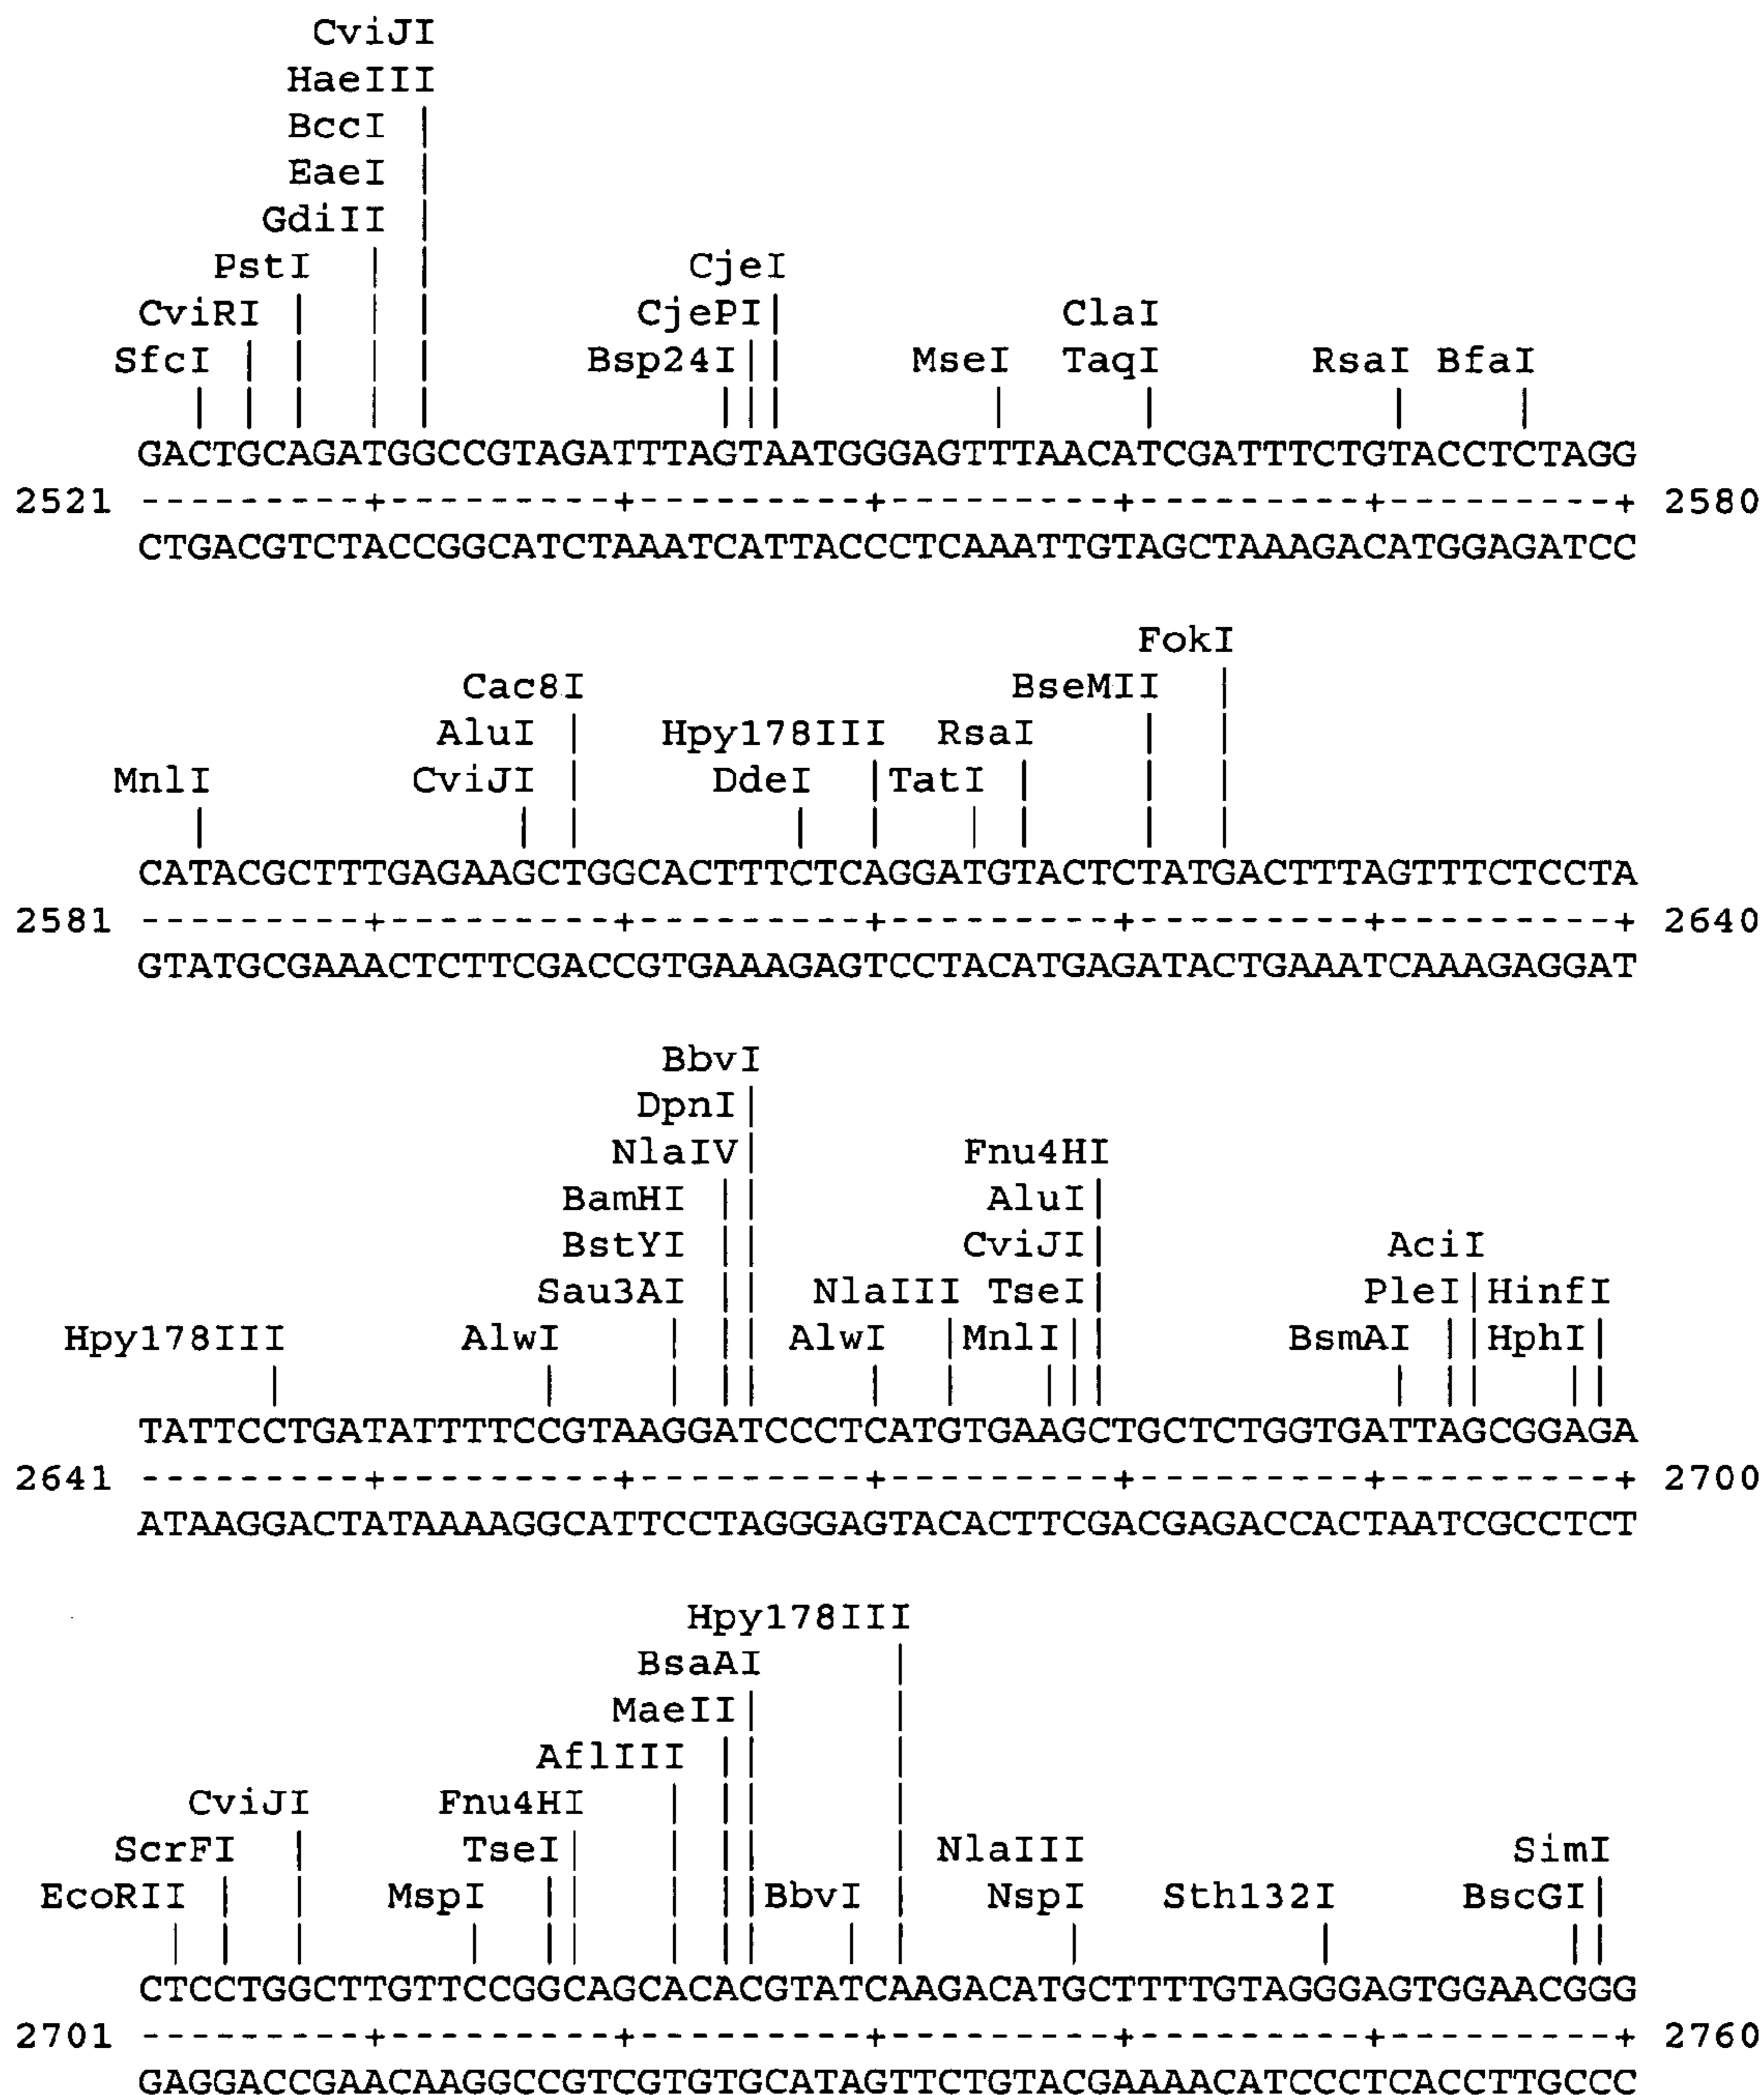 CviJI
HaeIII
BccI |
EaeI |
GdiII |
PstI | | CjeI
CviRI | | | CjePI| ClaI
SfcI | | | | Bsp24I| | MseI TaqI RsaI BfaI
| | | | | | | | | | | |
GACTGCAGATGGCCGTAGATTTAGTAATGGGAGTTTAACATCGATTTCTGTACCTCTAGG
2521 ---------+---------+---------+---------+---------+---------+ 2580
CTGACGTCTACCGGCATCTAAATCATTACCCTCAAATTGTAGCTAAAGACATGGAGATCC
FokI
Cac8I BseMII |
AluI | Hpy178III RsaI | |
MnlI CviJI | DdeI |TatI | | |
| | | | | | | | |
CATACGCTTTGAGAAGCTGGCACTTTCTCAGGATGTACTCTATGACTTTAGTTTCTCCTA
2581 ---------+---------+---------+---------+---------+---------+ 2640
GTATGCGAAACTCTTCGACCGTGAAAGAGTCCTACATGAGATACTGAAATCAAAGAGGAT
BbvI
DpnI|
NlaIV| Fnu4HI
BamHI || AluI|
BstYI || CviJI| AciI
Sau3AI || NlaIII TseI| PleI|HinfI
Hpy178III AlwI | || AlwI |MnlI|| BsmAI ||HphI|
| | | || | | ||| | || ||
TATTCCTGATATTTTCCGTAAGGATCCCTCATGTGAAGCTGCTCTGGTGATTAGCGGAGA
2641 ---------+---------+---------+---------+---------+---------+ 2700
ATAAGGACTATAAAAGGCATTCCTAGGGAGTACACTTCGACGAGACCACTAATCGCCTCT
Hpy178III
BsaAI |
MaeII| |
AflIII || |
CviJI Fnu4HI | || |
ScrFI | TseI| | || | NlaIII SimI
EcoRII | | MspI || | ||BbvI | NspI Sth132I BscGI|
| | | | || | || | | | | ||
CTCCTGGCTTGTTCCGGCAGCACACGTATCAAGACATGCTTTTGTAGGGAGTGGAACGGG
2701 ---------+---------+---------+---------+---------+---------+ 2760
GAGGACCGAACAAGGCCGTCGTGTGCATAGTTCTGTACGAAAACATCCCTCACCTTGCCC